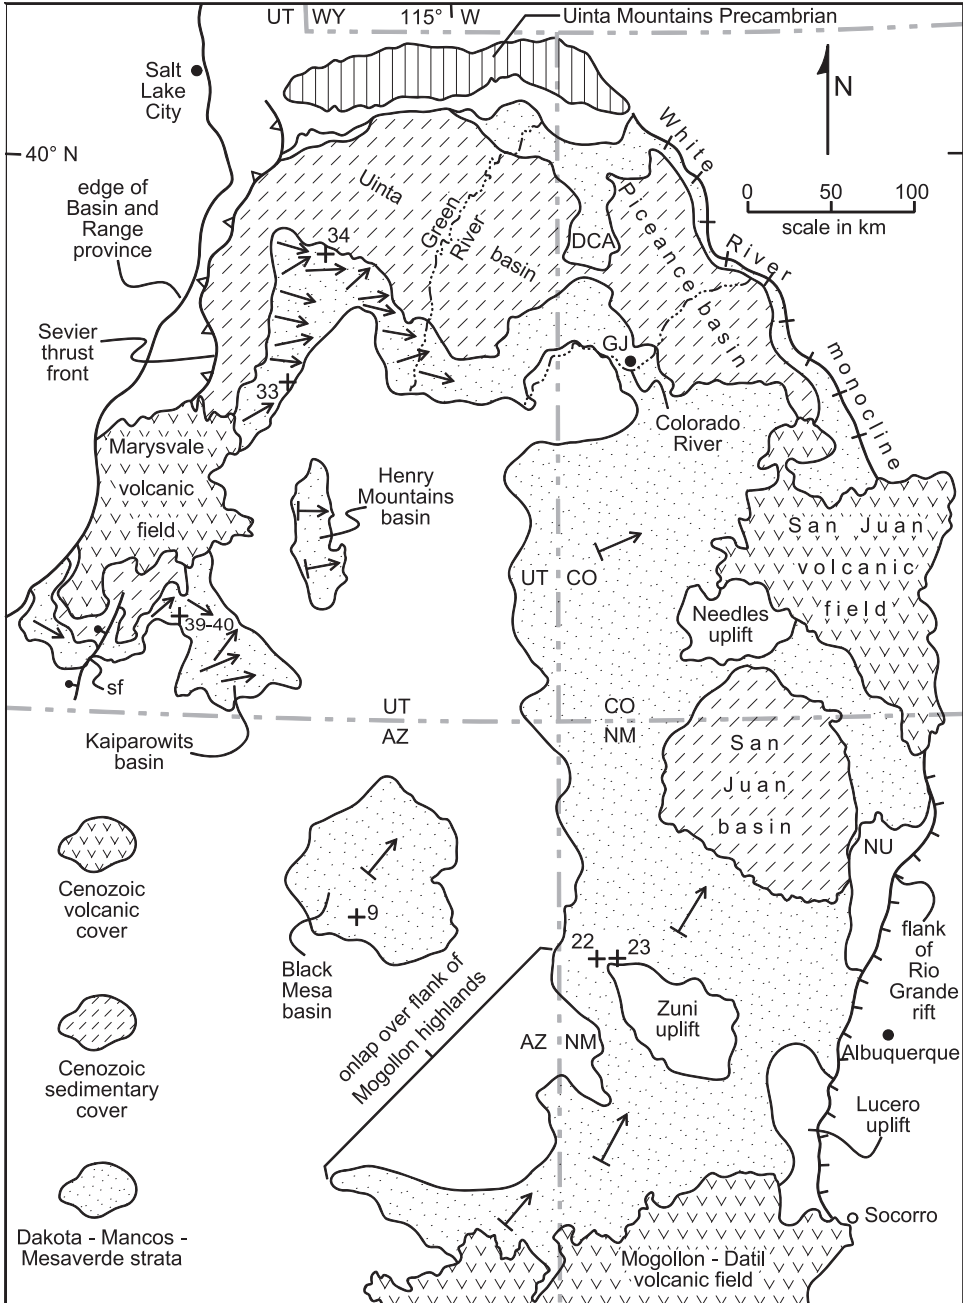 UT WY
115° W
Uinta Mountains Precambrian
Salt
Lake
City
N
40° N
White
River
monocline
0 50 100
scale in km
edge of
Basin and
Range
province
Uinta
basin
Green
River
34
DCA
Piceance basin
Sevier
thrust
front
33
GJ
Colorado
River
Marysvale
volcanic
field
Henry
Mountains
basin
San Juan
volcanic
field
UT CO
Needles
uplift
39-40
sf
UT
AZ
CO
NM
Kaiparowits
basin
San
Juan
basin
NU
Cenozoic
volcanic
cover
9
Black
Mesa
basin
22
23
flank
of
Rio
Grande
rift
onlap over flank of
Mogollon highlands
Zuni
uplift
AZ NM
Albuquerque
Cenozoic
sedimentary
cover
Lucero
uplift
Socorro
Dakota - Mancos -
Mesaverde strata
Mogollon - Datil
volcanic field